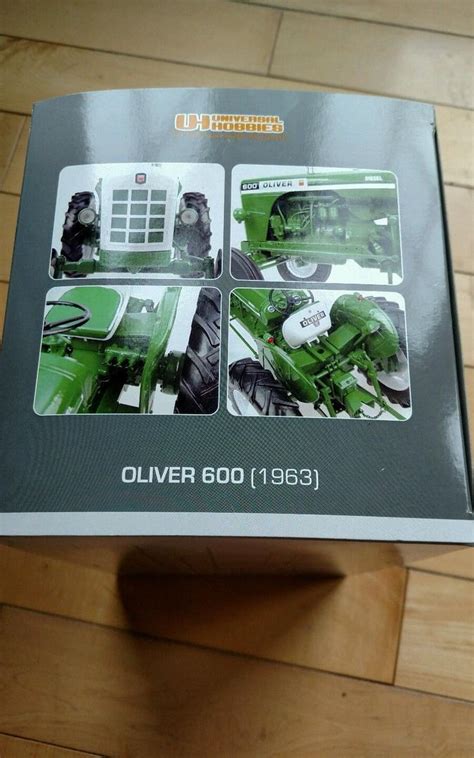 UH UNIVERSAL
HOBBIES
600 OLIVER DIESEL
OLIVER
OLIVER 600 (1963)